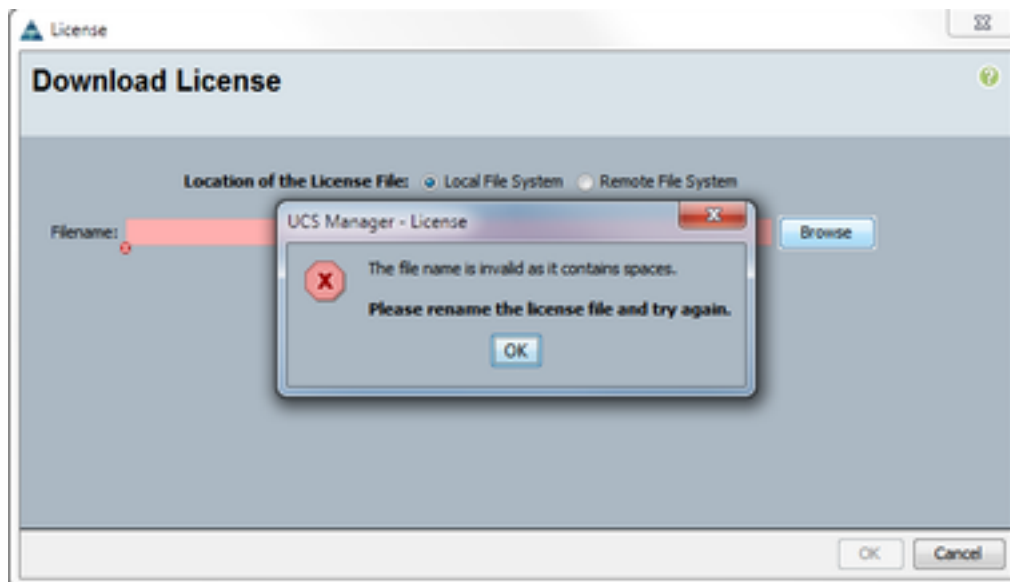 License
Download License
Location of the License File: Local File System Remote File System
Filename: Browse
UCS Manager - License
The file name is invalid as it contains spaces.
Please rename the license file and try again.
OK
OK Cancel